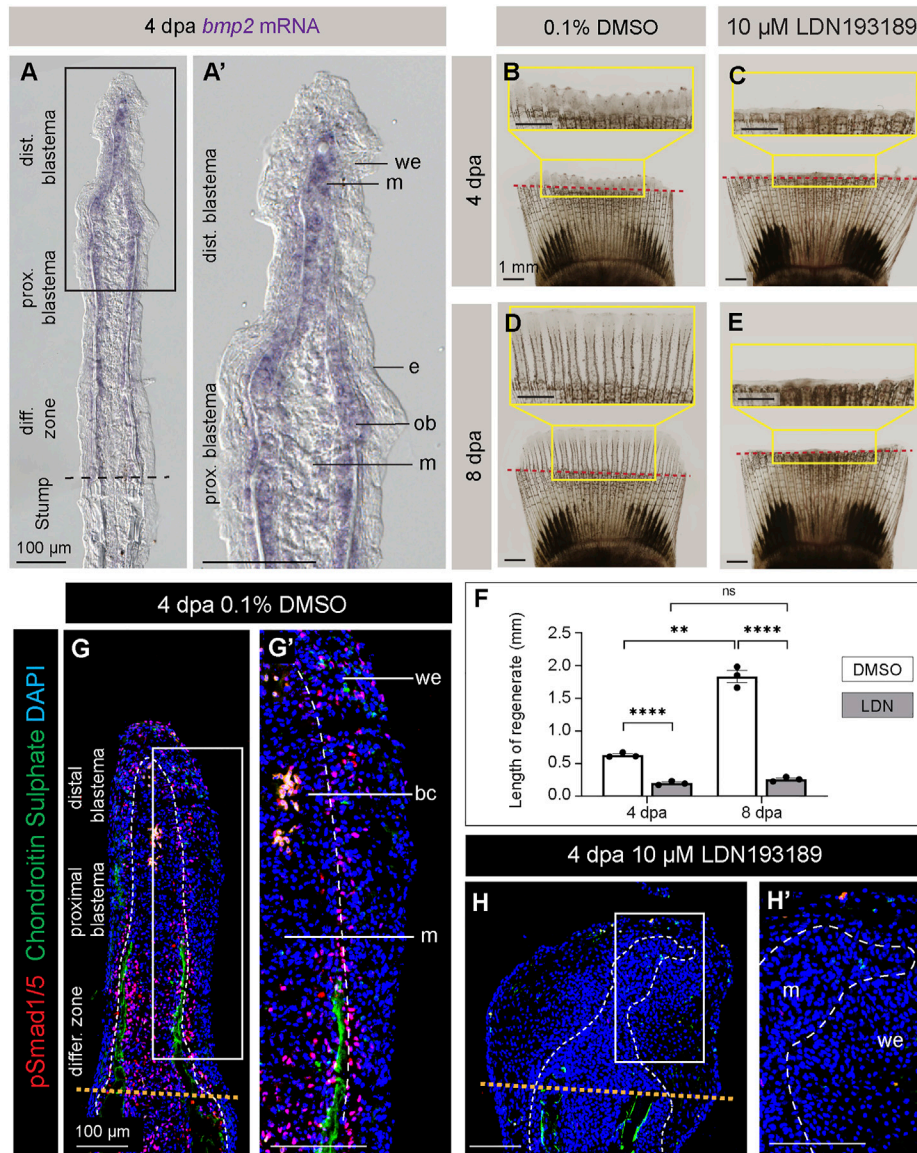 4 dpa bmp2 mRNA
0.1% DMSO
10 µM LDN193189
A
A'
B
C
dist. blastema
prox. blastema
diff. zone
Stump
100 µm
dist. blastema
prox. blastema
we
m
e
ob
m
4 dpa
1 mm
8 dpa
D
E
4 dpa 0.1% DMSO
pSmad1/5 Chondroitin Sulphate DAPI
G
G'
distal blastema
proximal blastema
differ. zone
100 µm
we
bc
m
F
Length of regenerate (mm)
2.5
2.0
1.5
1.0
0.5
0.0
ns
**
****
****
4 dpa
8 dpa
DMSO
LDN
4 dpa 10 µM LDN193189
H
H'
m
we